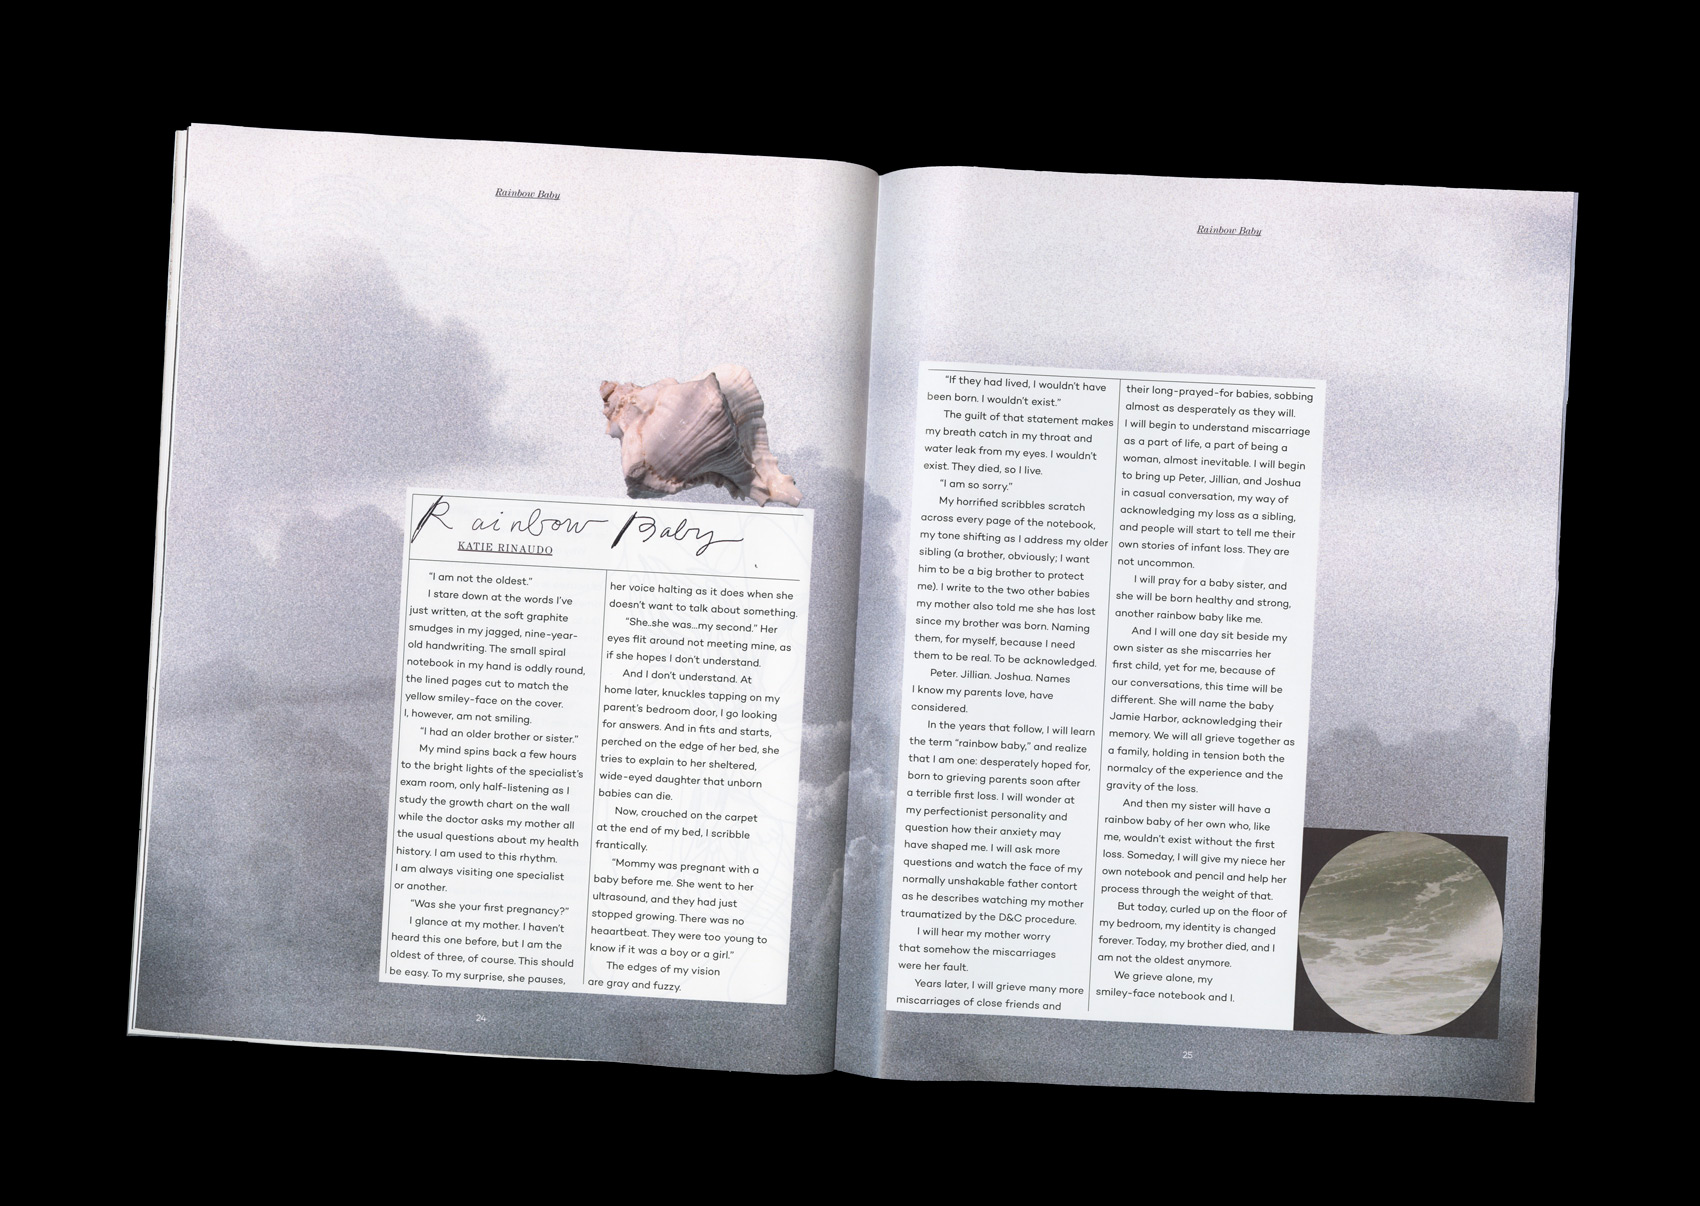 Rainbow Baby
Rainbow Baby
KATIE RINAUDO
“I am not the oldest.”
I stare down at the words I’ve
just written, at the soft graphite
smudges in my jagged, nine-year-
old handwriting. The small spiral
notebook in my hand is oddly round,
the lined pages cut to match the
yellow smiley-face on the cover.
I, however, am not smiling.
“I had an older brother or sister.”
My mind spins back a few hours
to the bright lights of the specialist’s
exam room, only half-listening as I
study the growth chart on the wall
while the doctor asks my mother all
the usual questions about my health
history. I am used to this rhythm.
I am always visiting one specialist
or another.
“Was she your first pregnancy?”
I glance at my mother. I haven’t
heard this one before, but I am the
oldest of three, of course. This should
be easy. To my surprise, she pauses,
her voice halting as it does when she
doesn’t want to talk about something.
“She..she was...my second.” Her
eyes flit around not meeting mine, as
if she hopes I don’t understand.
And I don’t understand. At
home later, knuckles tapping on my
parent’s bedroom door, I go looking
for answers. And in fits and starts,
perched on the edge of her bed, she
tries to explain to her sheltered,
wide-eyed daughter that unborn
babies can die.
Now, crouched on the carpet
at the end of my bed, I scribble
frantically.
“Mommy was pregnant with a
baby before me. She went to her
ultrasound, and they had just
stopped growing. There was no
heaartbeat. They were too young to
know if it was a boy or a girl.”
The edges of my vision
are gray and fuzzy.
24
Rainbow Baby
“If they had lived, I wouldn’t have
been born. I wouldn’t exist.”
The guilt of that statement makes
my breath catch in my throat and
water leak from my eyes. I wouldn’t
exist. They died, so I live.
“I am so sorry.”
My horrified scribbles scratch
across every page of the notebook,
my tone shifting as I address my older
sibling (a brother, obviously; I want
him to be a big brother to protect
me). I write to the two other babies
my mother also told me she has lost
since my brother was born. Naming
them, for myself, because I need
them to be real. To be acknowledged.
Peter. Jillian. Joshua. Names
I know my parents love, have
considered.
In the years that follow, I will learn
the term “rainbow baby,” and realize
that I am one: desperately hoped for,
born to grieving parents soon after
a terrible first loss. I will wonder at
my perfectionist personality and
question how their anxiety may
have shaped me. I will ask more
questions and watch the face of my
normally unshakable father contort
as he describes watching my mother
traumatized by the D&C procedure.
I will hear my mother worry
that somehow the miscarriages
were her fault.
Years later, I will grieve many more
miscarriages of close friends and
their long-prayed-for babies, sobbing
almost as desperately as they will.
I will begin to understand miscarriage
as a part of life, a part of being a
woman, almost inevitable. I will begin
to bring up Peter, Jillian, and Joshua
in casual conversation, my way of
acknowledging my loss as a sibling,
and people will start to tell me their
own stories of infant loss. They are
not uncommon.
I will pray for a baby sister, and
she will be born healthy and strong,
another rainbow baby like me.
And I will one day sit beside my
own sister as she miscarries her
first child, yet for me, because of
our conversations, this time will be
different. She will name the baby
Jamie Harbor, acknowledging their
memory. We will all grieve together as
a family, holding in tension both the
normalcy of the experience and the
gravity of the loss.
And then my sister will have a
rainbow baby of her own who, like
me, wouldn’t exist without the first
loss. Someday, I will give my niece her
own notebook and pencil and help her
process through the weight of that.
But today, curled up on the floor of
my bedroom, my identity is changed
forever. Today, my brother died, and I
am not the oldest anymore.
We grieve alone, my
smiley-face notebook and I.
25